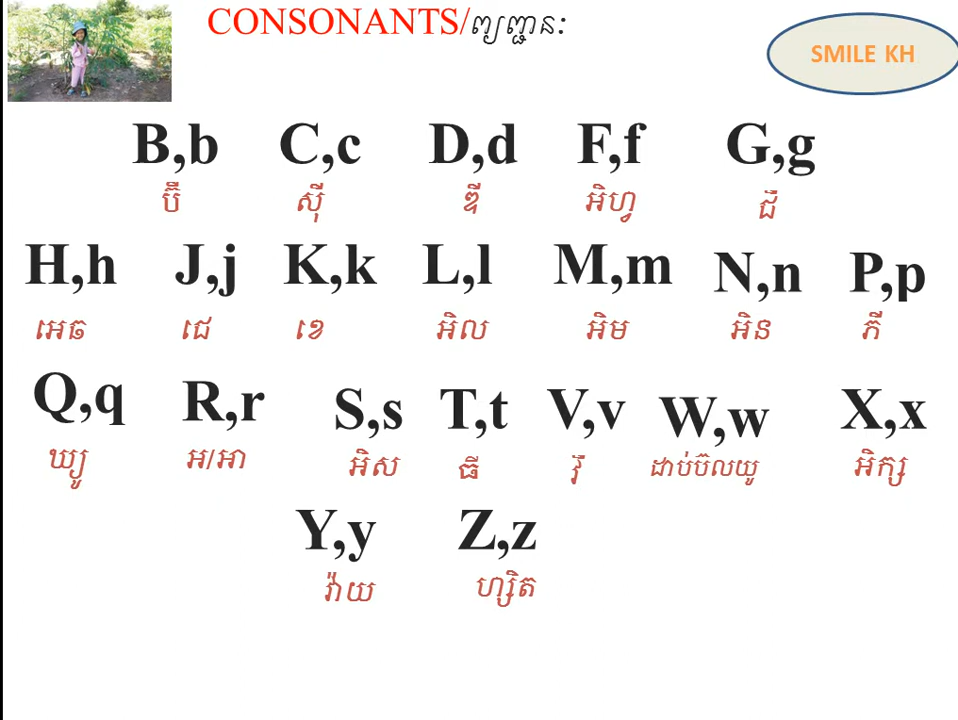 CONSONANTS/ព្យញ្ជានៈ
SMILE KH
B,b C,c D,d F,f G,g
ប៊ី ស៊ី ឌី អិហ្វ ជី
H,h J,j K,k L,l M,m N,n P,p
អេឆ ជេ ខេ អិល អិម អិន ភី
Q,q R,r S,s T,t V,v W,w X,x
ឃ្យូ អ/អា អិស ធី វី ដាប់ប៊លយូ អិក្ស
Y,y Z,z
វ៉ាយ ហ្សិត